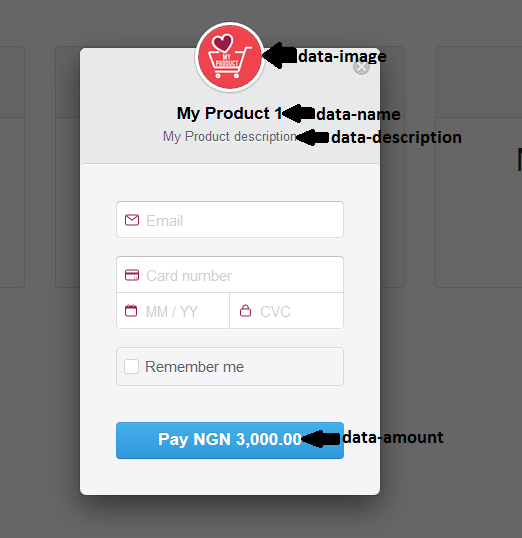 MY
PRODUCT
data-image
My Product 1
data-name
My Product description
data-description
Email
Card number
MM / YY
CVC
Remember me
Pay NGN 3,000.00
data-amount